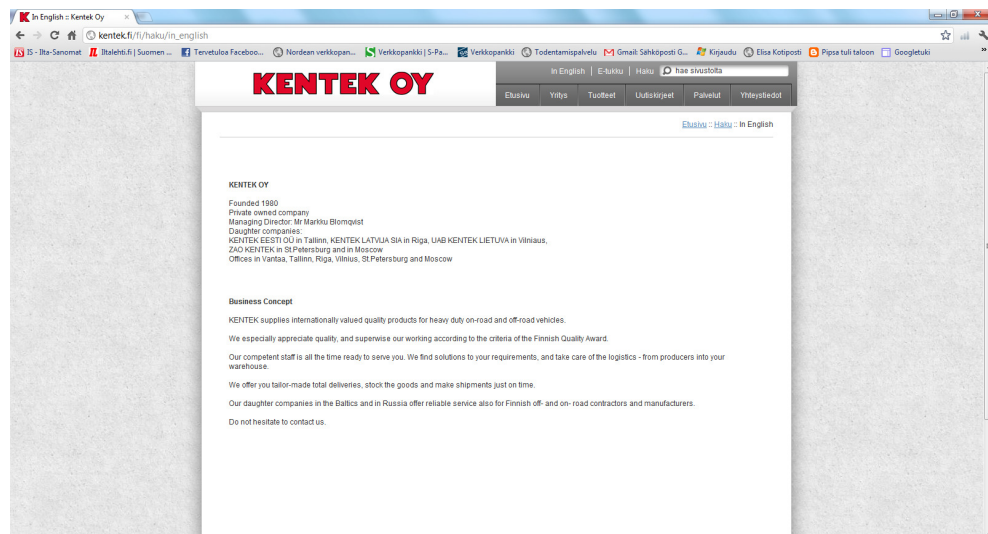 In English :: Kentek Oy
kentek.fi/fi/haku/in_english
IS - Ilta-Sanomat Iltalehti.fi | Suomen ... Tervetuloa Faceboo... Nordean verkkopan... Verkkopankki | S-Pa... Verkkopankki Todentamispalvelu Gmail: Sähköposti G... Kirjaudu Elisa Kotiposti Pipsa tuli taloon Googletuki »
KENTEK OY
In English | E-tukku | Haku hae sivustolta
Etusivu Yritys Tuotteet Uutiskirjeet Palvelut Yhteystiedot
Etusivu :: Haku :: In English
KENTEK OY
Founded 1980
Private owned company
Managing Director: Mr Markku Blomqvist
Daughter companies:
KENTEK EESTI OÜ in Tallinn, KENTEK LATVIJA SIA in Riga, UAB KENTEK LIETUVA in Vilniaus,
ZAO KENTEK in St.Petersburg and in Moscow
Offices in Vantaa, Tallinn, Riga, Vilnius, St.Petersburg and Moscow
Business Concept
KENTEK supplies internationally valued quality products for heavy duty on-road and off-road vehicles.
We especially appreciate quality, and superwise our working according to the criteria of the Finnish Quality Award.
Our competent staff is all the time ready to serve you. We find solutions to your requirements, and take care of the logistics - from producers into your
warehouse.
We offer you tailor-made total deliveries, stock the goods and make shipments just on time.
Our daughter companies in the Baltics and in Russia offer reliable service also for Finnish off- and on- road contractors and manufacturers.
Do not hesitate to contact us.